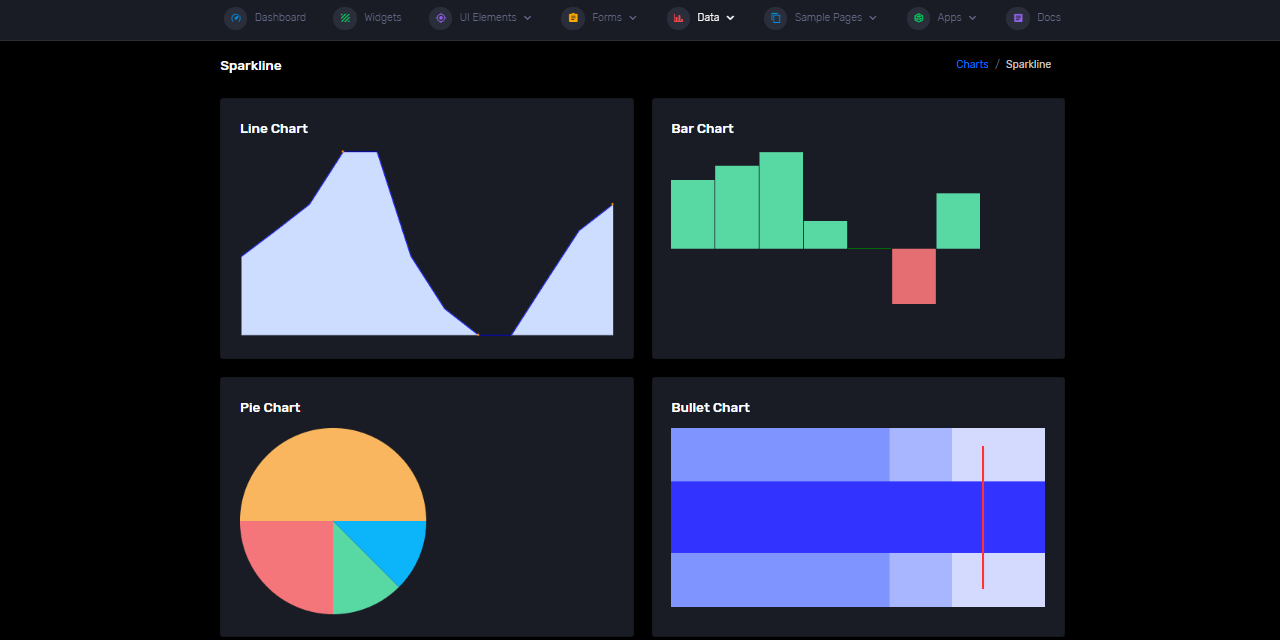 Dashboard Widgets UI Elements Forms Data Sample Pages Apps Docs
Sparkline
Charts / Sparkline
Line Chart
Bar Chart
Pie Chart
Bullet Chart